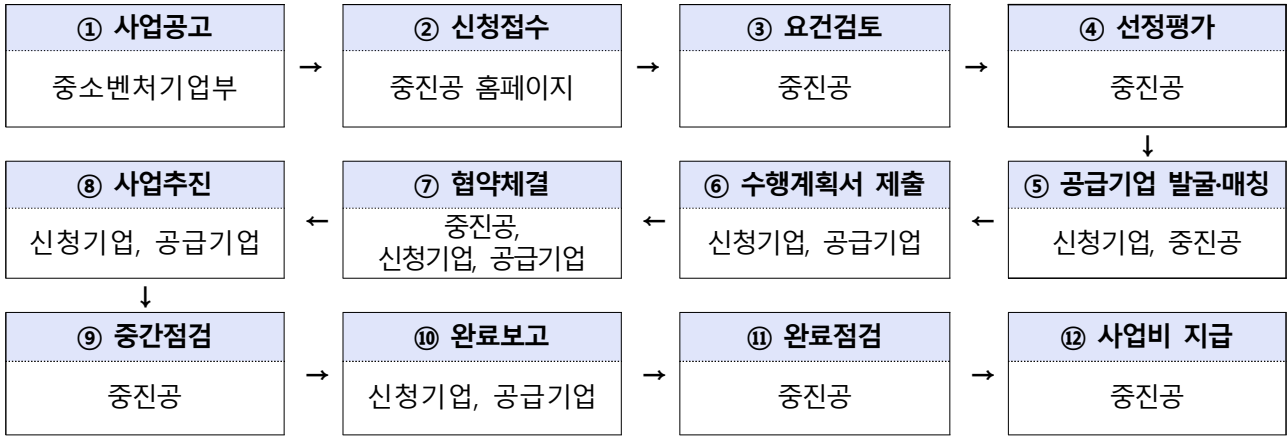 ① 사업공고
중소벤처기업부
→
② 신청접수
중진공 홈페이지
→
③ 요건검토
중진공
→
④ 선정평가
중진공
↓
⑤ 공급기업 발굴·매칭
신청기업, 중진공
←
⑥ 수행계획서 제출
신청기업, 공급기업
←
⑦ 협약체결
중진공,
신청기업, 공급기업
←
⑧ 사업추진
신청기업, 공급기업
↓
⑨ 중간점검
중진공
→
⑩ 완료보고
신청기업, 공급기업
→
⑪ 완료점검
중진공
→
⑫ 사업비 지급
중진공